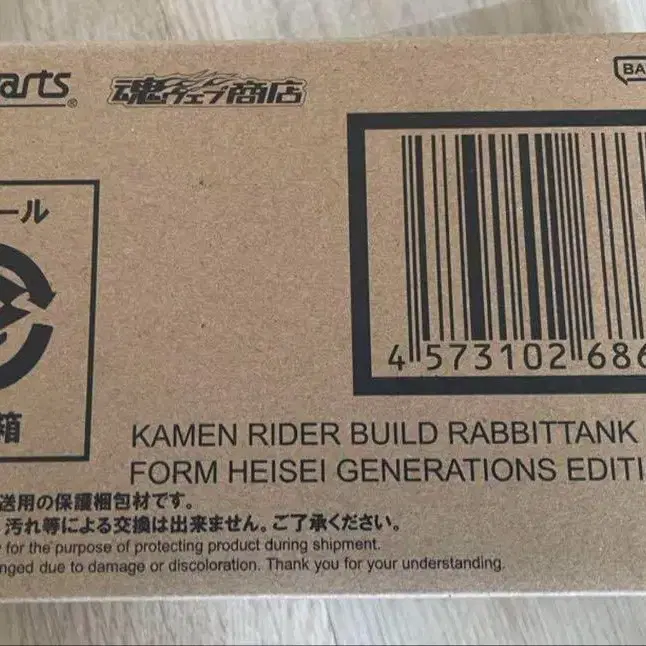 arts®
魂ウェブ商店
BA
ール
箱
4 573102 686
KAMEN RIDER BUILD RABBITTANK
FORM HEISEI GENERATIONS EDITI
送用の保護梱包材です。
汚れ等による交換は出来ません。ご了承ください。
for the purpose of protecting product during shipment.
nged due to damage or discoloration. Thank you for your understanding.